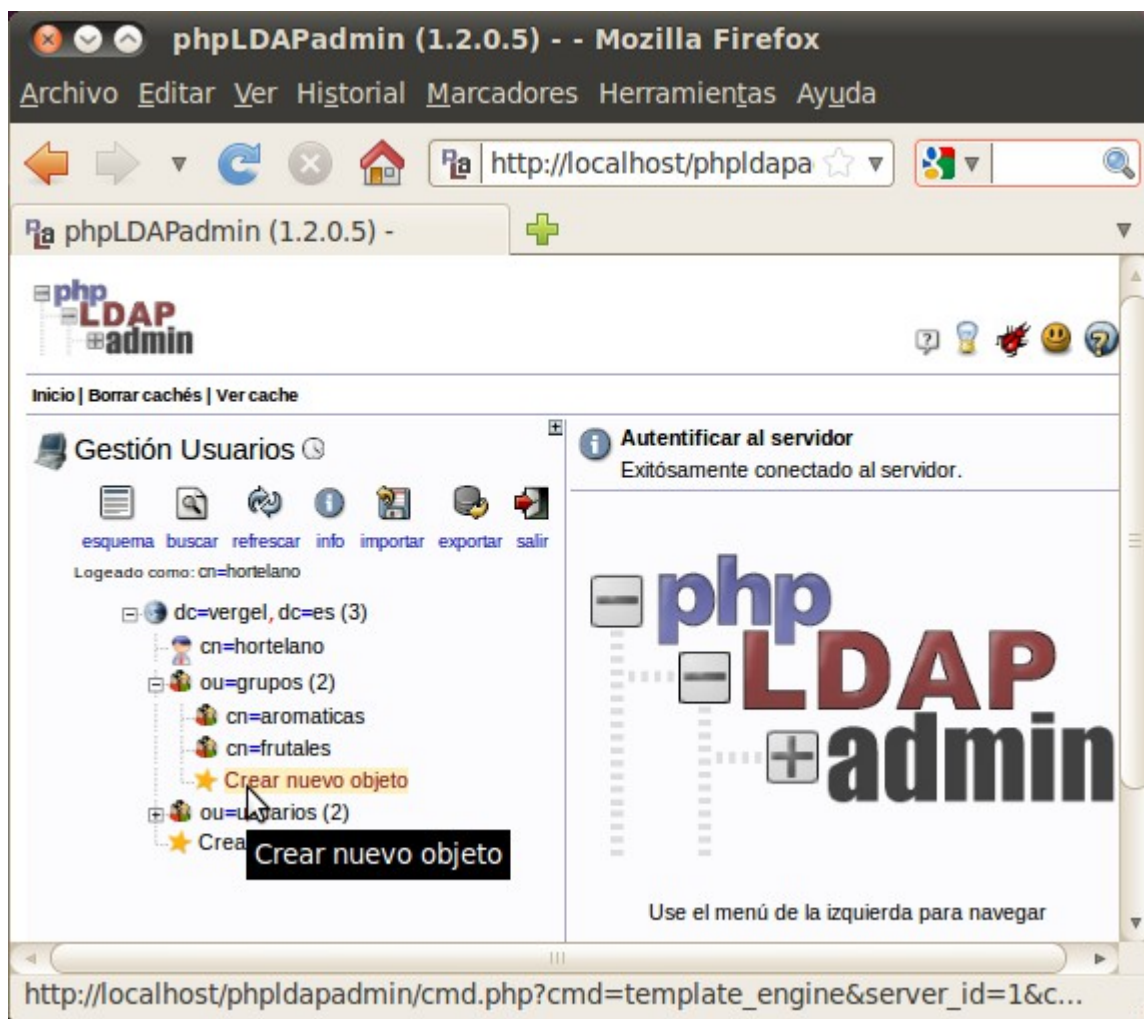 phpLDAPadmin (1.2.0.5) - - Mozilla Firefox
Archivo Editar Ver Historial Marcadores Herramientas Ayuda
http://localhost/phpldapa
phpLDAPadmin (1.2.0.5) -
php
LDAP
admin
Inicio | Borrar cachés | Ver cache
Gestión Usuarios
esquema buscar refrescar info importar exportar salir
Logeado como: cn=hortelano
dc=vergel, dc=es (3)
cn=hortelano
ou=grupos (2)
cn=aromaticas
cn=frutales
Crear nuevo objeto
ou=usuarios (2)
Crea
Crear nuevo objeto
Autentificar al servidor
Exitósamente conectado al servidor.
php
LDAP
admin
Use el menú de la izquierda para navegar
http://localhost/phpldapadmin/cmd.php?cmd=template_engine&server_id=1&c...